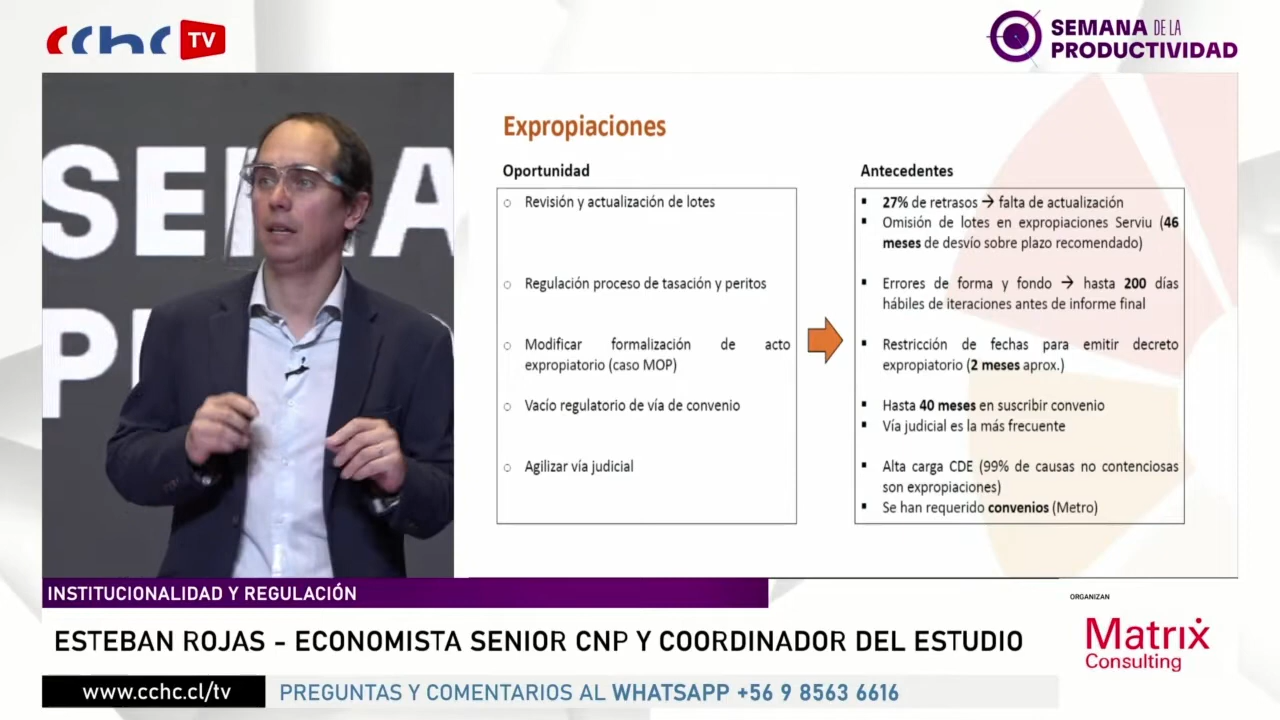 cchc TV
SEMANA DE LA
PRODUCTIVIDAD
SE
A
P
Expropiaciones
Oportunidad
○ Revisión y actualización de lotes
○ Regulación proceso de tasación y peritos
○ Modificar formalización de acto
expropiatorio (caso MOP)
○ Vacío regulatorio de vía de convenio
○ Agilizar vía judicial
Antecedentes
▪ 27% de retrasos → falta de actualización
▪ Omisión de lotes en expropiaciones Serviu (46
meses de desvío sobre plazo recomendado)
▪ Errores de forma y fondo → hasta 200 días
hábiles de iteraciones antes de informe final
▪ Restricción de fechas para emitir decreto
expropiatorio (2 meses aprox.)
▪ Hasta 40 meses en suscribir convenio
▪ Vía judicial es la más frecuente
▪ Alta carga CDE (99% de causas no contenciosas
son expropiaciones)
▪ Se han requerido convenios (Metro)
INSTITUCIONALIDAD Y REGULACIÓN
ESTEBAN ROJAS - ECONOMISTA SENIOR CNP Y COORDINADOR DEL ESTUDIO
www.cchc.cl/tv
PREGUNTAS Y COMENTARIOS AL WHATSAPP +56 9 8563 6616
ORGANIZAN
Matrix
Consulting